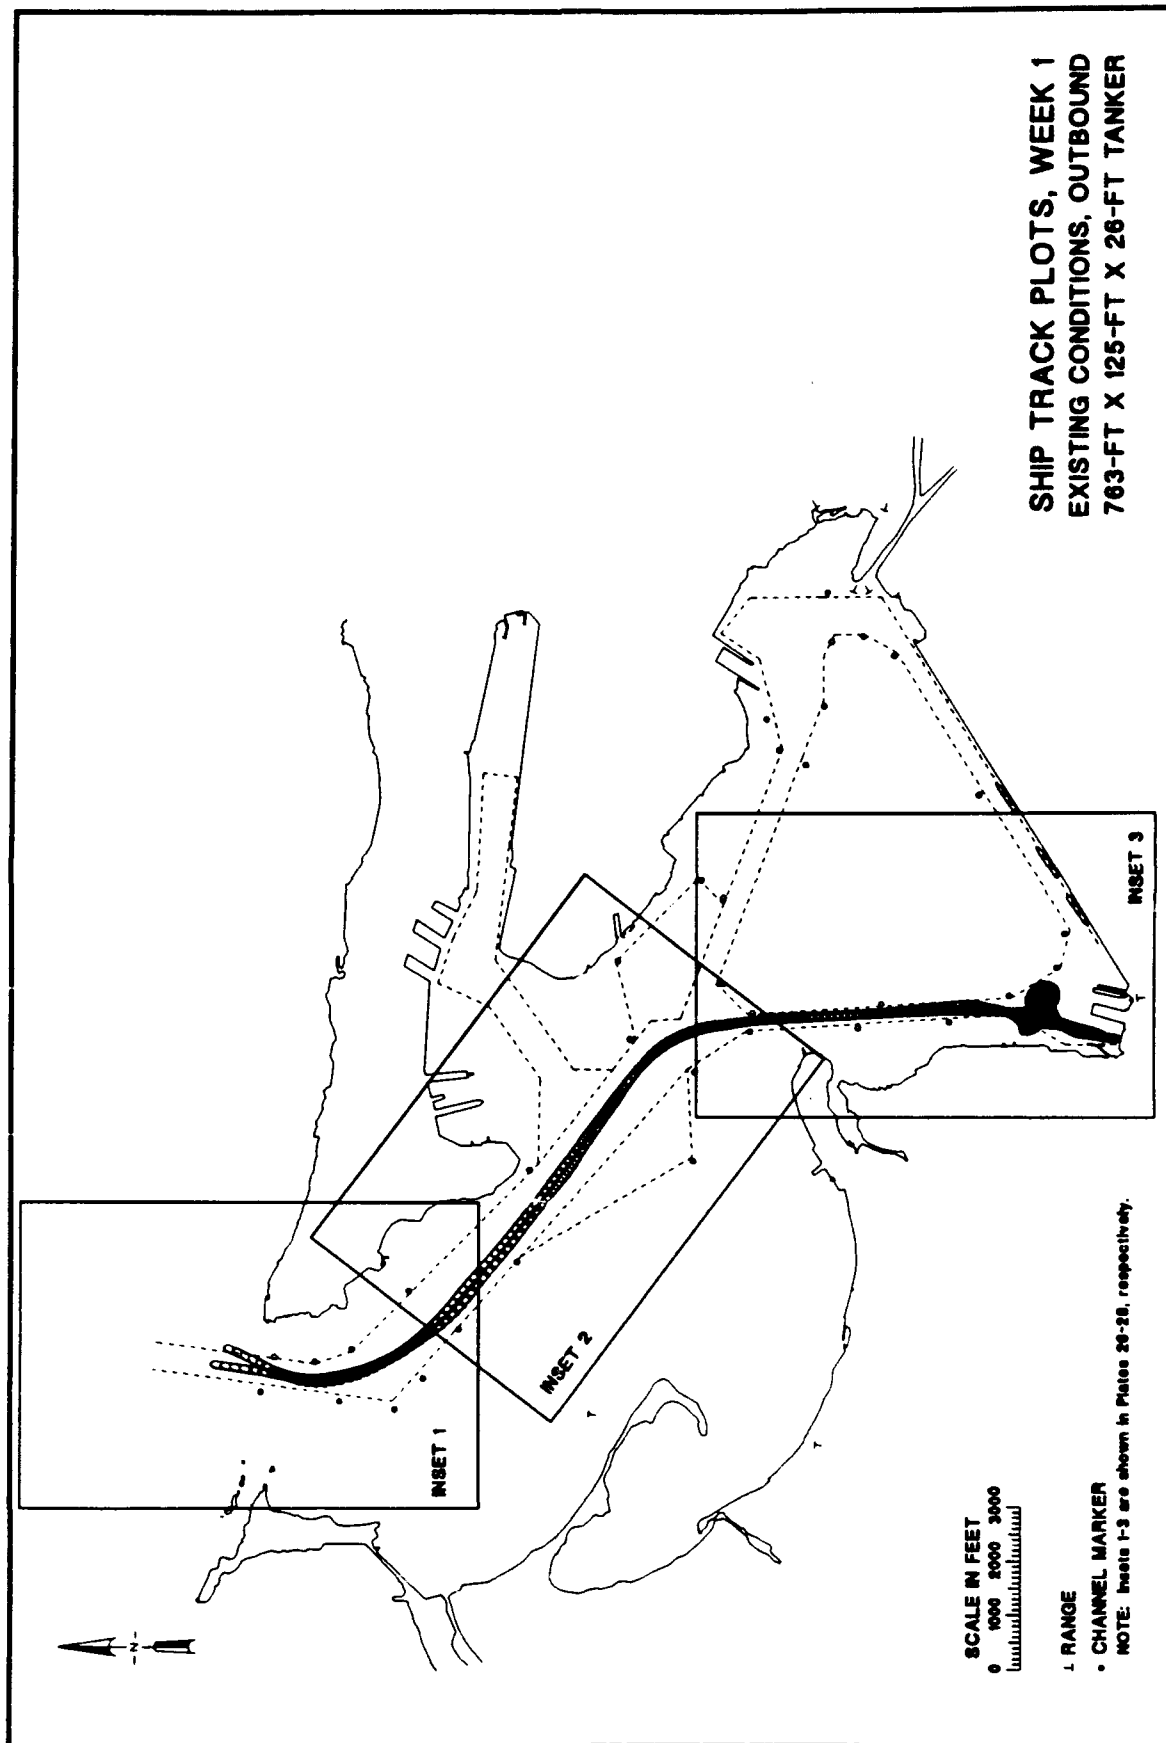 SHIP TRACK PLOTS, WEEK 1
EXISTING CONDITIONS, OUTBOUND
763-FT X 125-FT X 26-FT TANKER
INSET 1
INSET 2
INSET 3
N
SCALE IN FEET
0 1000 2000 3000
RANGE
• CHANNEL MARKER
NOTE: Insets 1-3 are shown in Plates 26-28, respectively.